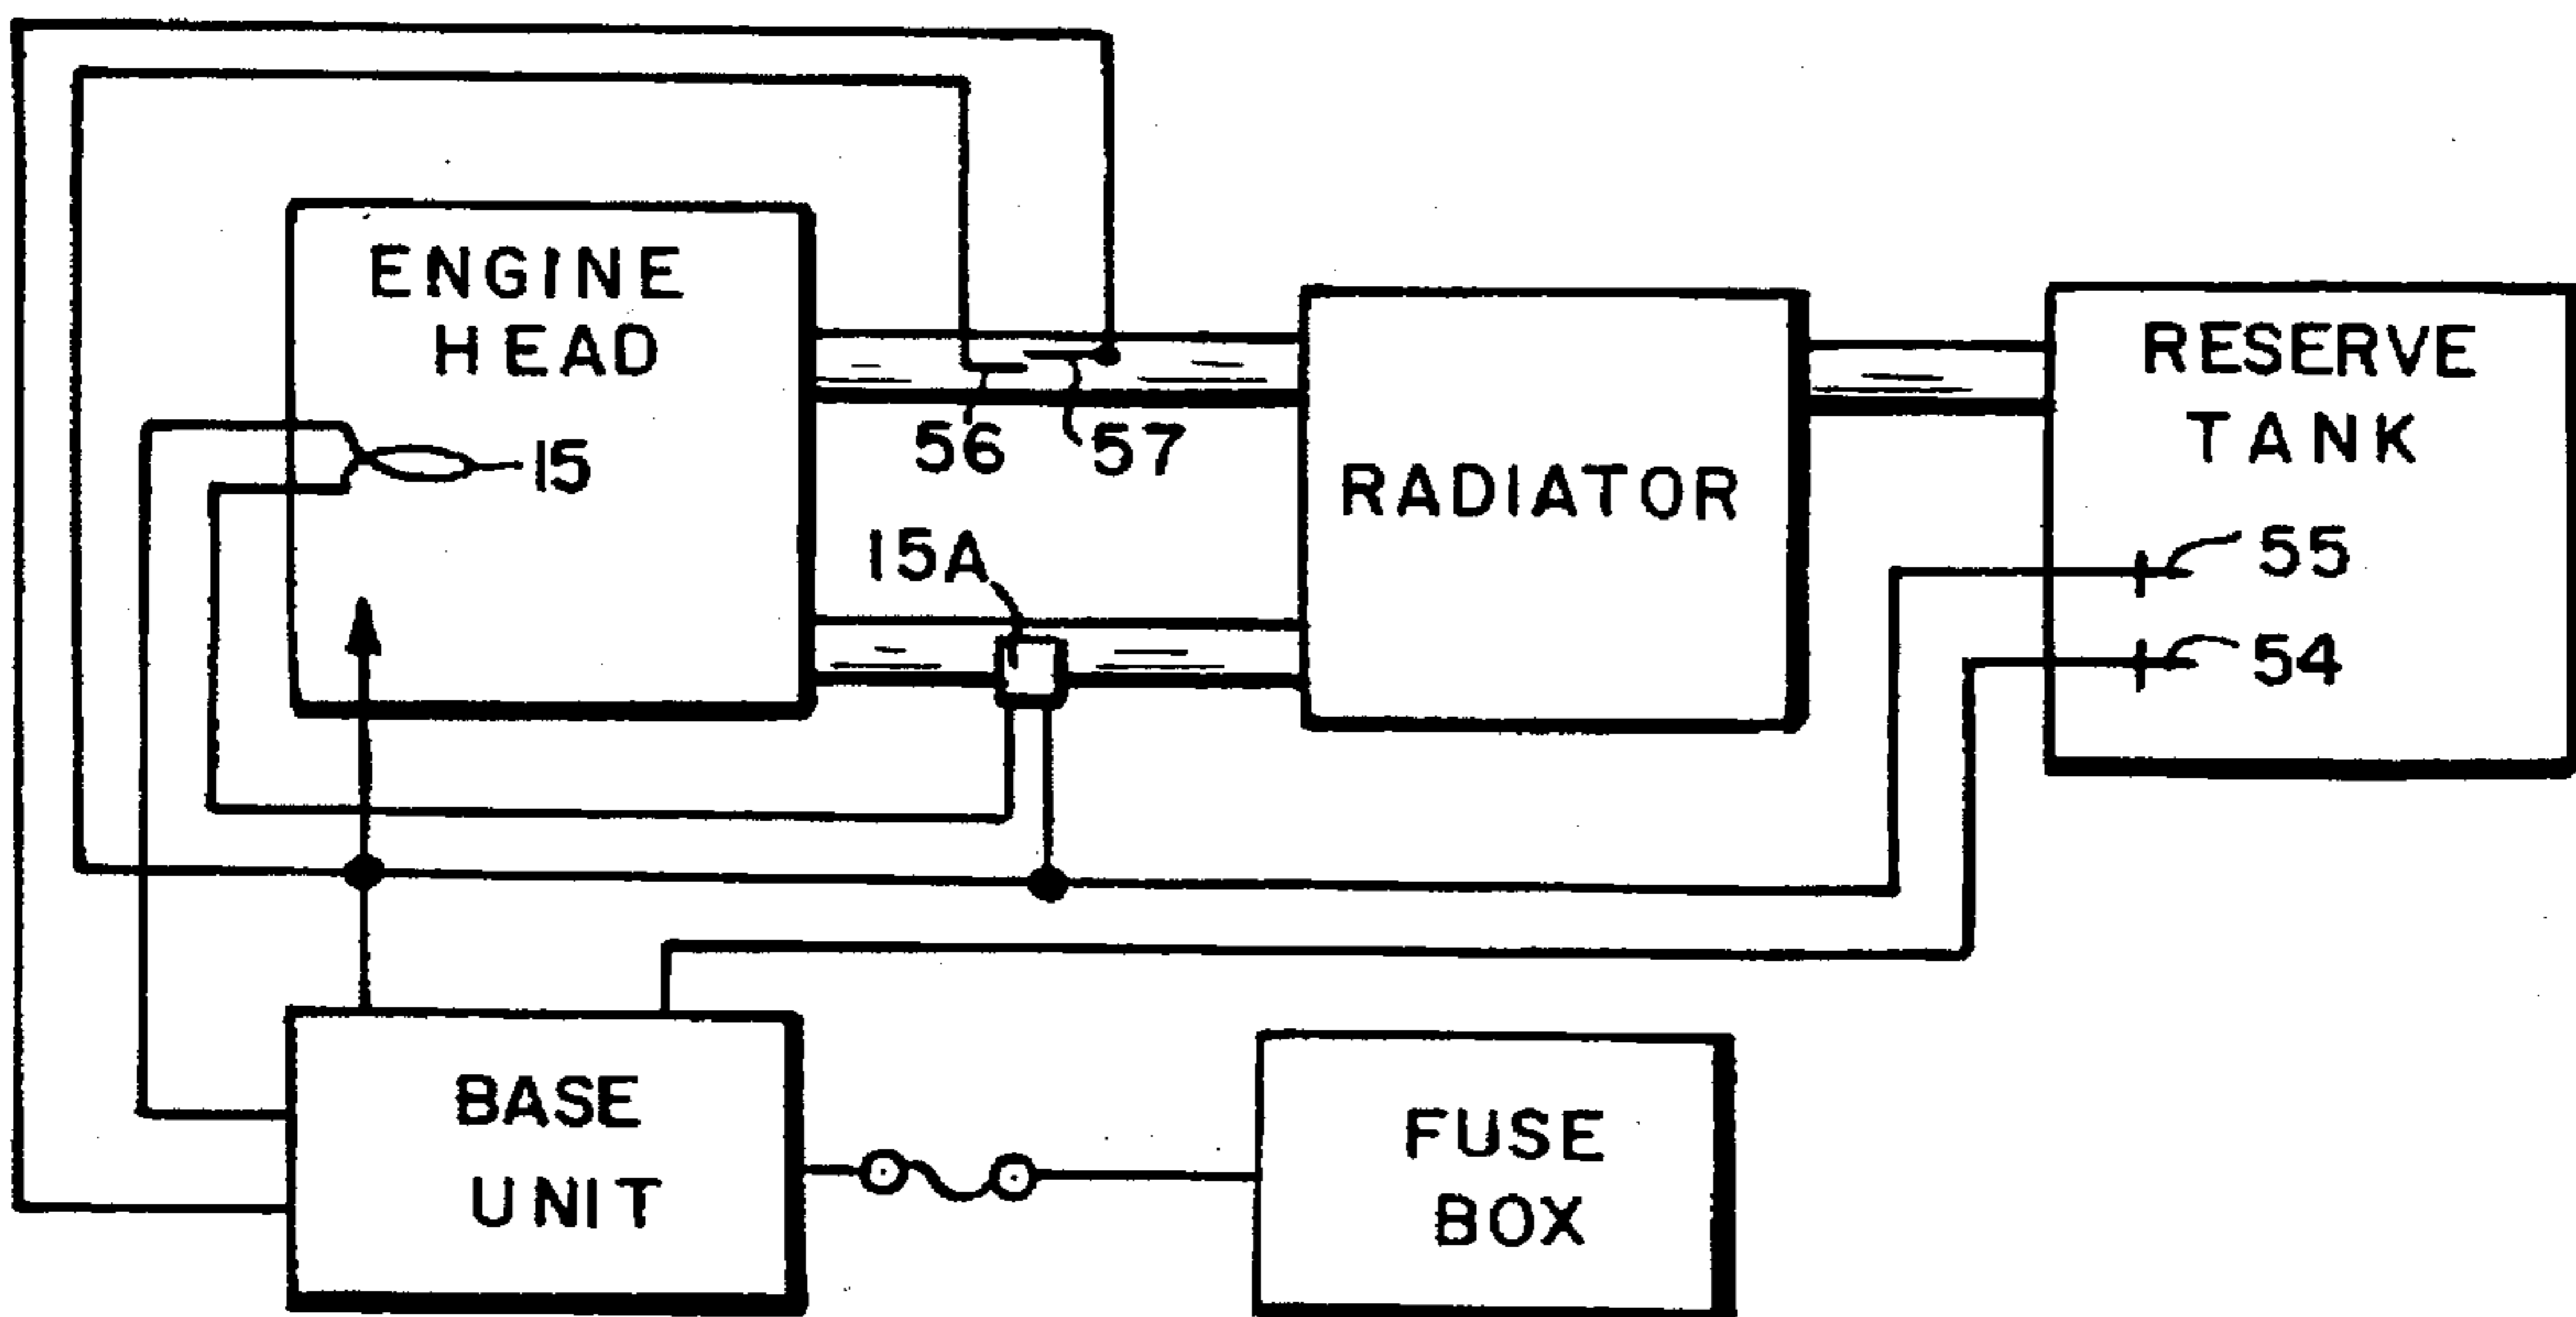 ENGINE
HEAD
15
56
57
15A
RADIATOR
RESERVE
TANK
55
54
BASE
UNIT
FUSE
BOX